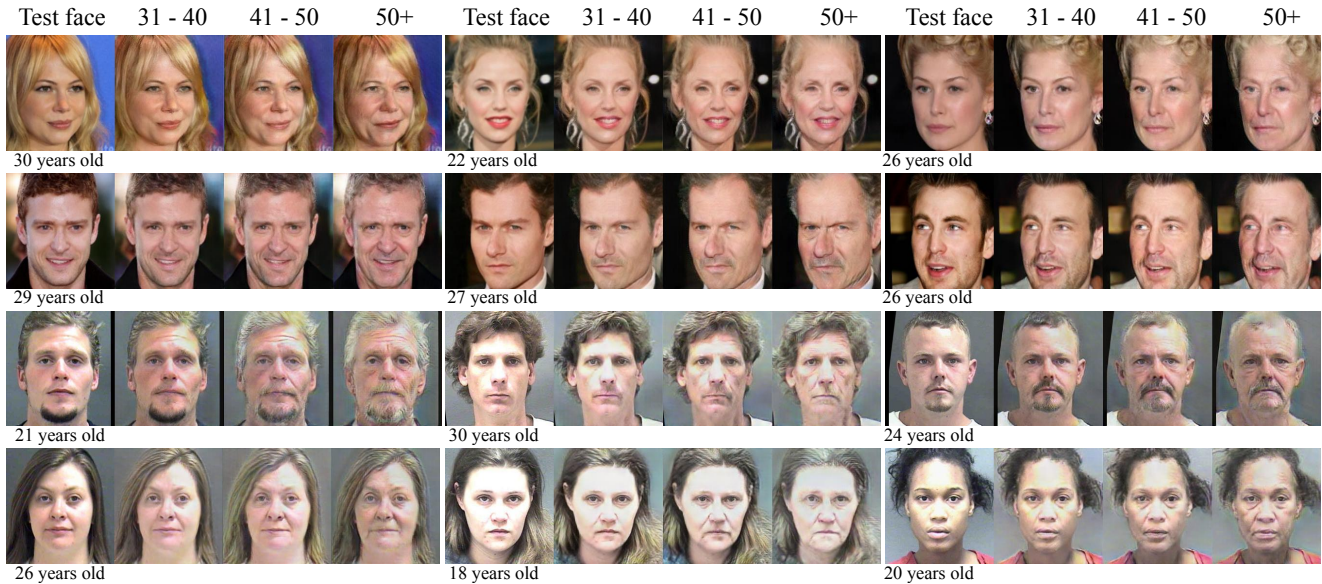 Test face 31 - 40 41 - 50 50+ Test face 31 - 40 41 - 50 50+ Test face 31 - 40 41 - 50 50+
30 years old 22 years old 26 years old
29 years old 27 years old 26 years old
21 years old 30 years old 24 years old
26 years old 18 years old 20 years old